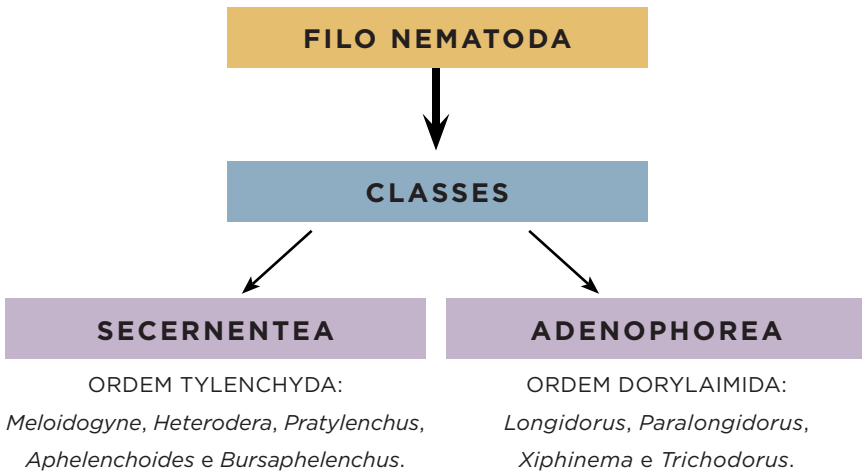 FILO NEMATODA
CLASSES
SECERNENTEA
ORDEM TYLENCHYDA:
Meloidogyne, Heterodera, Pratylenchus,
Aphelenchoides e Bursaphelenchus.
ADENOPHOREA
ORDEM DORYLAIMIDA:
Longidorus, Paralongidorus,
Xiphinema e Trichodorus.